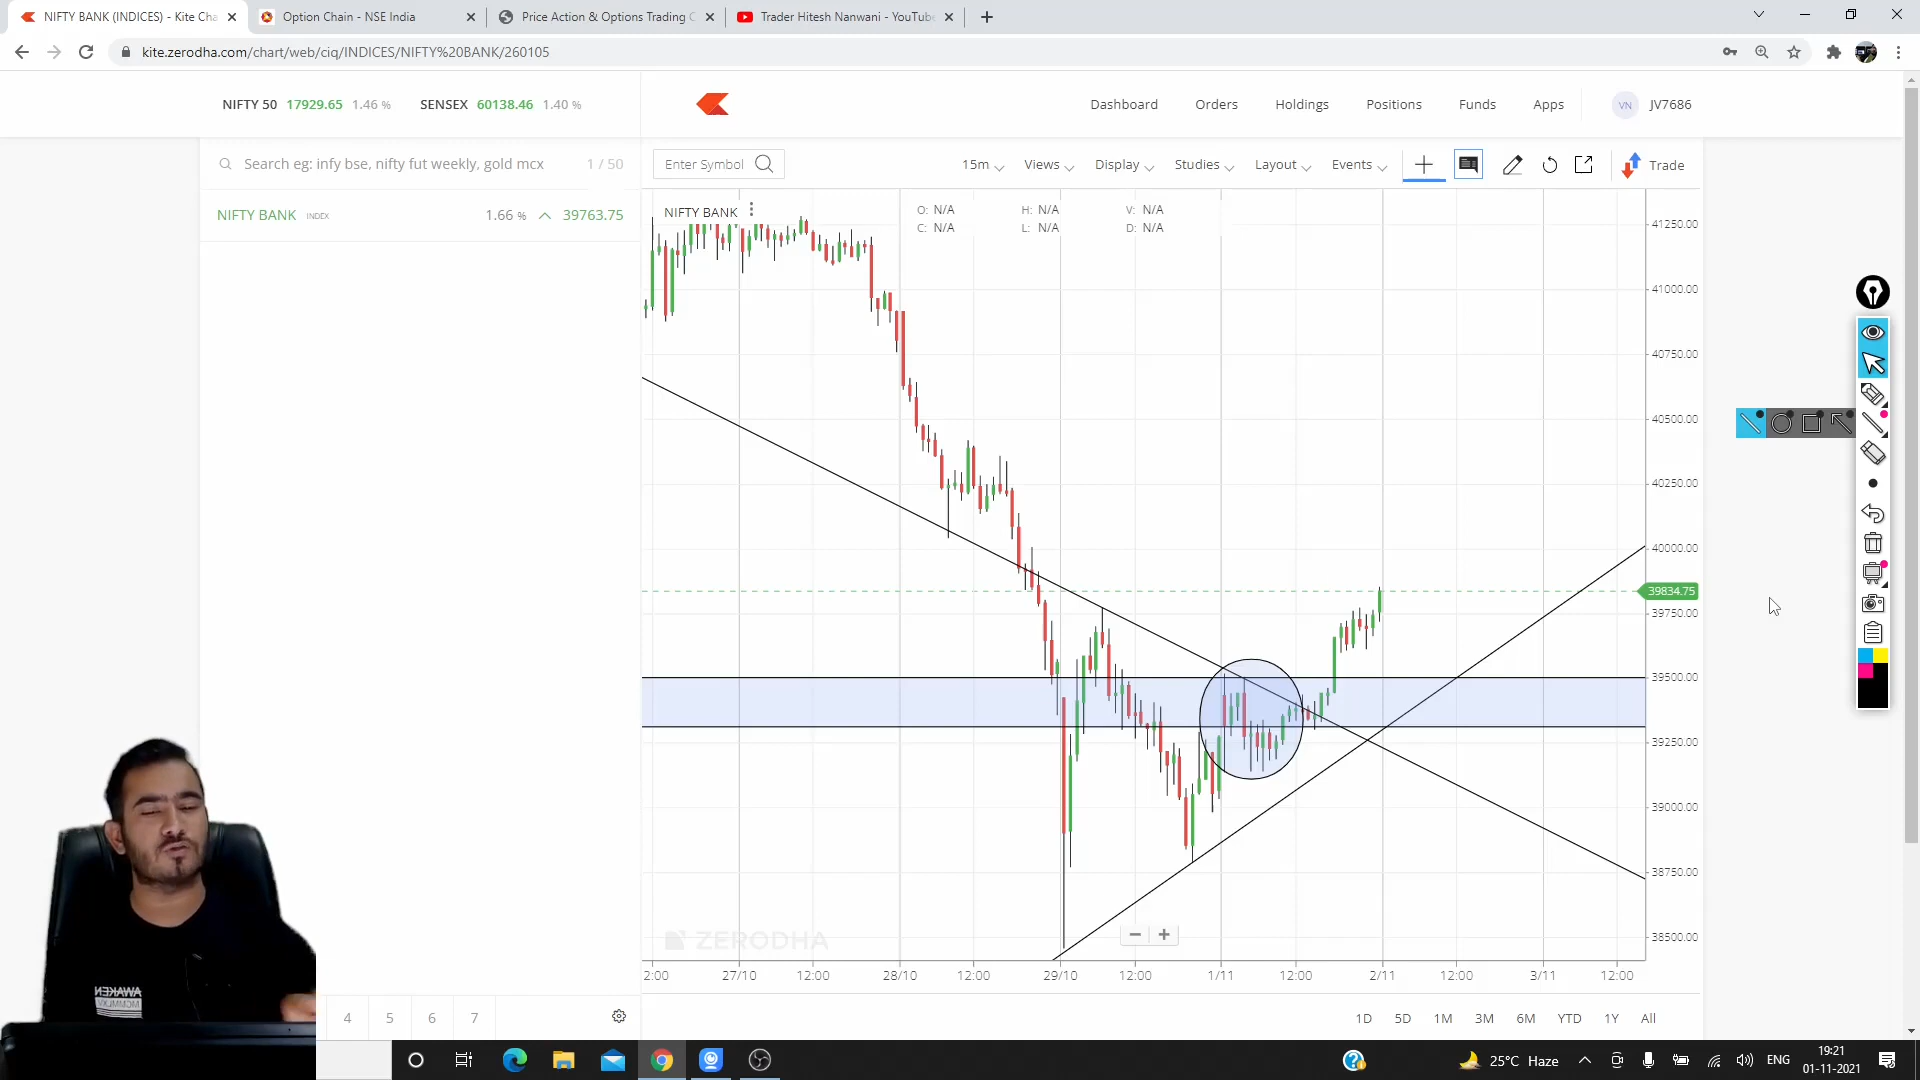 NIFTY BANK (INDICES) - Kite Cha
Option Chain - NSE India
Price Action & Options Trading C
Trader Hitesh Nanwani - YouTube
kite.zerodha.com/chart/web/ciq/INDICES/NIFTY%20BANK/260105
NIFTY 50 17929.65 1.46 % SENSEX 60138.46 1.40 %
Dashboard Orders Holdings Positions Funds Apps VN JV7686
Search eg: infy bse, nifty fut weekly, gold mcx 1 / 50
Enter Symbol 15m Views Display Studies Layout Events Trade
NIFTY BANK INDEX 1.66 % 39763.75
NIFTY BANK
O: N/A H: N/A V: N/A
C: N/A L: N/A D: N/A
41250.00
41000.00
40750.00
40500.00
40250.00
40000.00
39834.75
39750.00
39500.00
39250.00
39000.00
38750.00
38500.00
ZERODHA
2:00 27/10 12:00 28/10 12:00 29/10 12:00 1/11 12:00 2/11 12:00 3/11 12:00
AWAKEN
4 5 6 7
1D 5D 1M 3M 6M YTD 1Y All
25°C Haze
ENG
19:21
01-11-2021